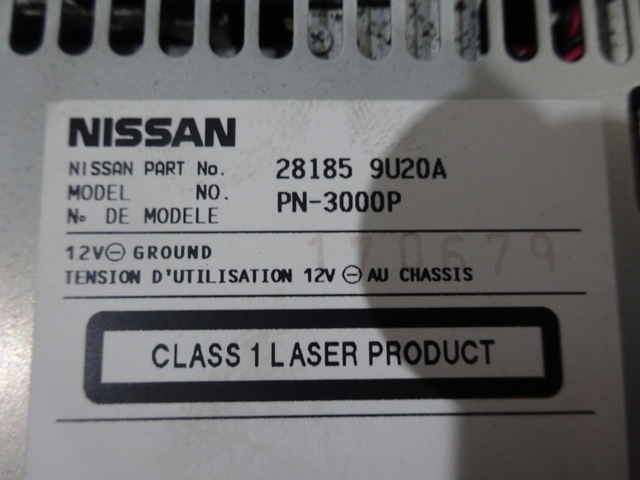 NISSAN
NISSAN PART No. 28185 9U20A
MODEL NO. PN-3000P
No DE MODELE
12V⊖ GROUND
170679
TENSION D'UTILISATION 12V ⊖ AU CHASSIS
CLASS 1 LASER PRODUCT